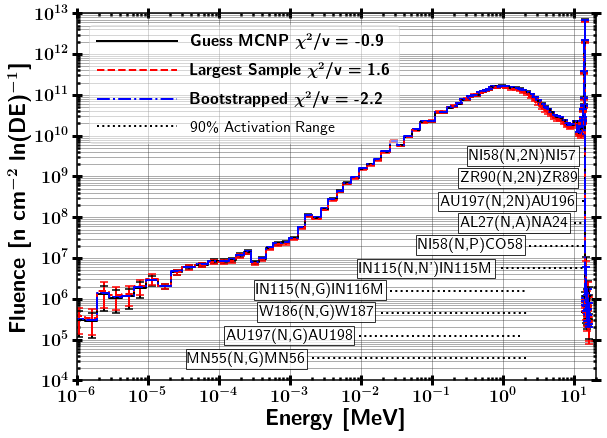 10^13
10^12
10^11
10^10
10^9
10^8
10^7
10^6
10^5
10^4
Fluence [n cm^−2 ln(DE)^−1]
Guess MCNP χ^2/ν = -0.9
Largest Sample χ^2/ν = 1.6
Bootstrapped χ^2/ν = -2.2
90% Activation Range
NI58(N,2N)NI57
ZR90(N,2N)ZR89
AU197(N,2N)AU196
AL27(N,A)NA24
NI58(N,P)CO58
IN115(N,N')IN115M
IN115(N,G)IN116M
W186(N,G)W187
AU197(N,G)AU198
MN55(N,G)MN56
10^−6 10^−5 10^−4 10^−3 10^−2 10^−1 10^0 10^1
Energy [MeV]